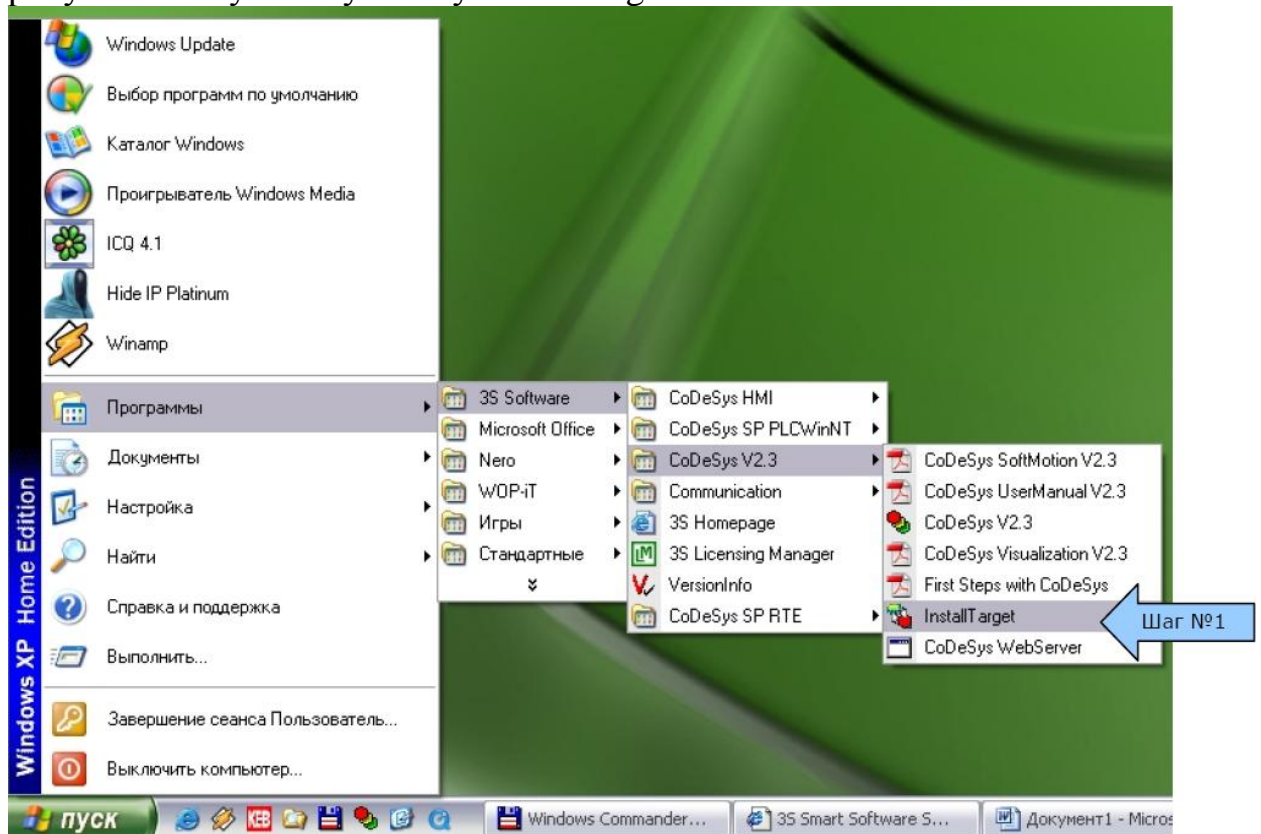 Windows Update
Выбор программ по умолчанию
Каталог Windows
Проигрыватель Windows Media
ICQ 4.1
Hide IP Platinum
Winamp
Программы
Документы
Настройка
Найти
Справка и поддержка
Выполнить...
Завершение сеанса Пользователь...
Выключить компьютер...
Windows XP Home Edition
3S Software
Microsoft Office
Nero
WOP-iT
Игры
Стандартные
CoDeSys HMI
CoDeSys SP PLCWinNT
CoDeSys V2.3
Communication
3S Homepage
3S Licensing Manager
VersionInfo
CoDeSys SP RTE
CoDeSys SoftMotion V2.3
CoDeSys UserManual V2.3
CoDeSys V2.3
CoDeSys Visualization V2.3
First Steps with CoDeSys
InstallTarget
CoDeSys WebServer
Шаг №1
пуск
KEB
Windows Commander...
3S Smart Software S...
Документ1 - Micros